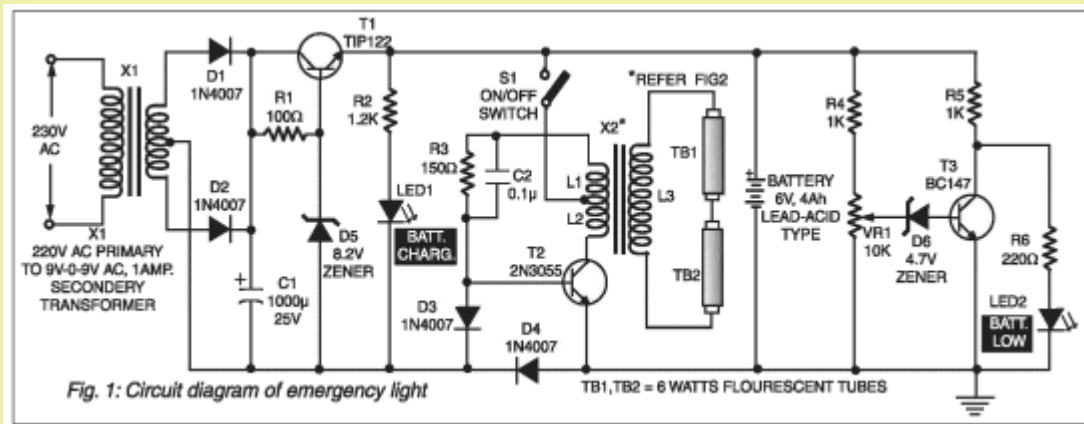 T1
TIP122
X1
D1
1N4007
S1
ON/OFF
SWITCH
*REFER FIG2
R1
100Ω
R2
1.2K
R4
1K
R5
1K
230V
AC
X2*
R3
150Ω
TB1
T3
BC147
D2
1N4007
C2
0.1µ
L1
L2
L3
LED1
BATT.
CHARG.
+
BATTERY
6V, 4Ah
LEAD-ACID
TYPE
VR1
10K
D6
4.7V
ZENER
X1
220V AC PRIMARY
TO 9V-0-9V AC, 1AMP.
SECONDERY
TRANSFORMER
D5
8.2V
ZENER
T2
2N3055
TB2
R6
220Ω
+
C1
1000µ
25V
D3
1N4007
D4
1N4007
LED2
BATT.
LOW
Fig. 1: Circuit diagram of emergency light
TB1,TB2 = 6 WATTS FLOURESCENT TUBES